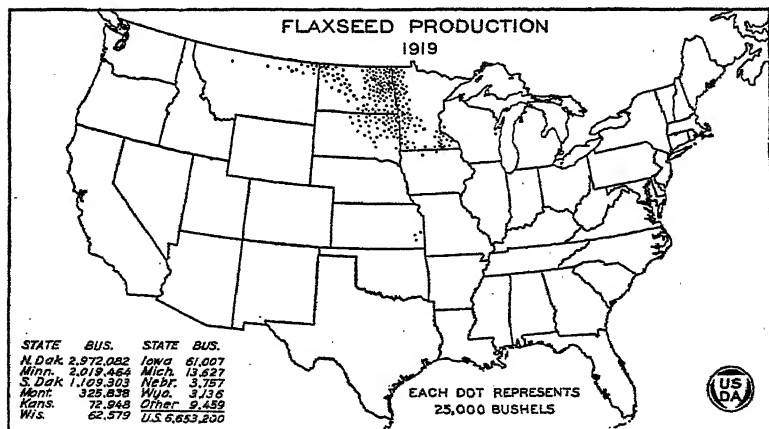 FLAXSEED PRODUCTION
1919
STATE BUS. STATE BUS.
N. Dak. 2,972,082 Iowa 61,007
Minn. 2,019,464 Mich. 13,627
S. Dak. 1,109,303 Nebr. 3,757
Mont. 325,838 Wyo. 3,136
Kans. 72,948 Other 9,459
Wis. 62,579 U.S. 6,653,200
EACH DOT REPRESENTS
25,000 BUSHELS
US
DA